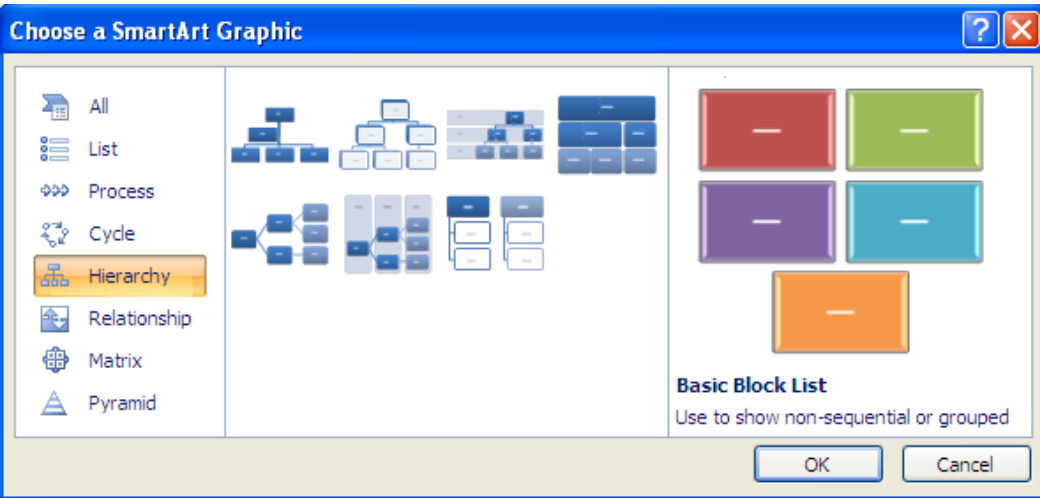 Choose a SmartArt Graphic
All
List
Process
Cycle
Hierarchy
Relationship
Matrix
Pyramid
Basic Block List
Use to show non-sequential or grouped
OK
Cancel